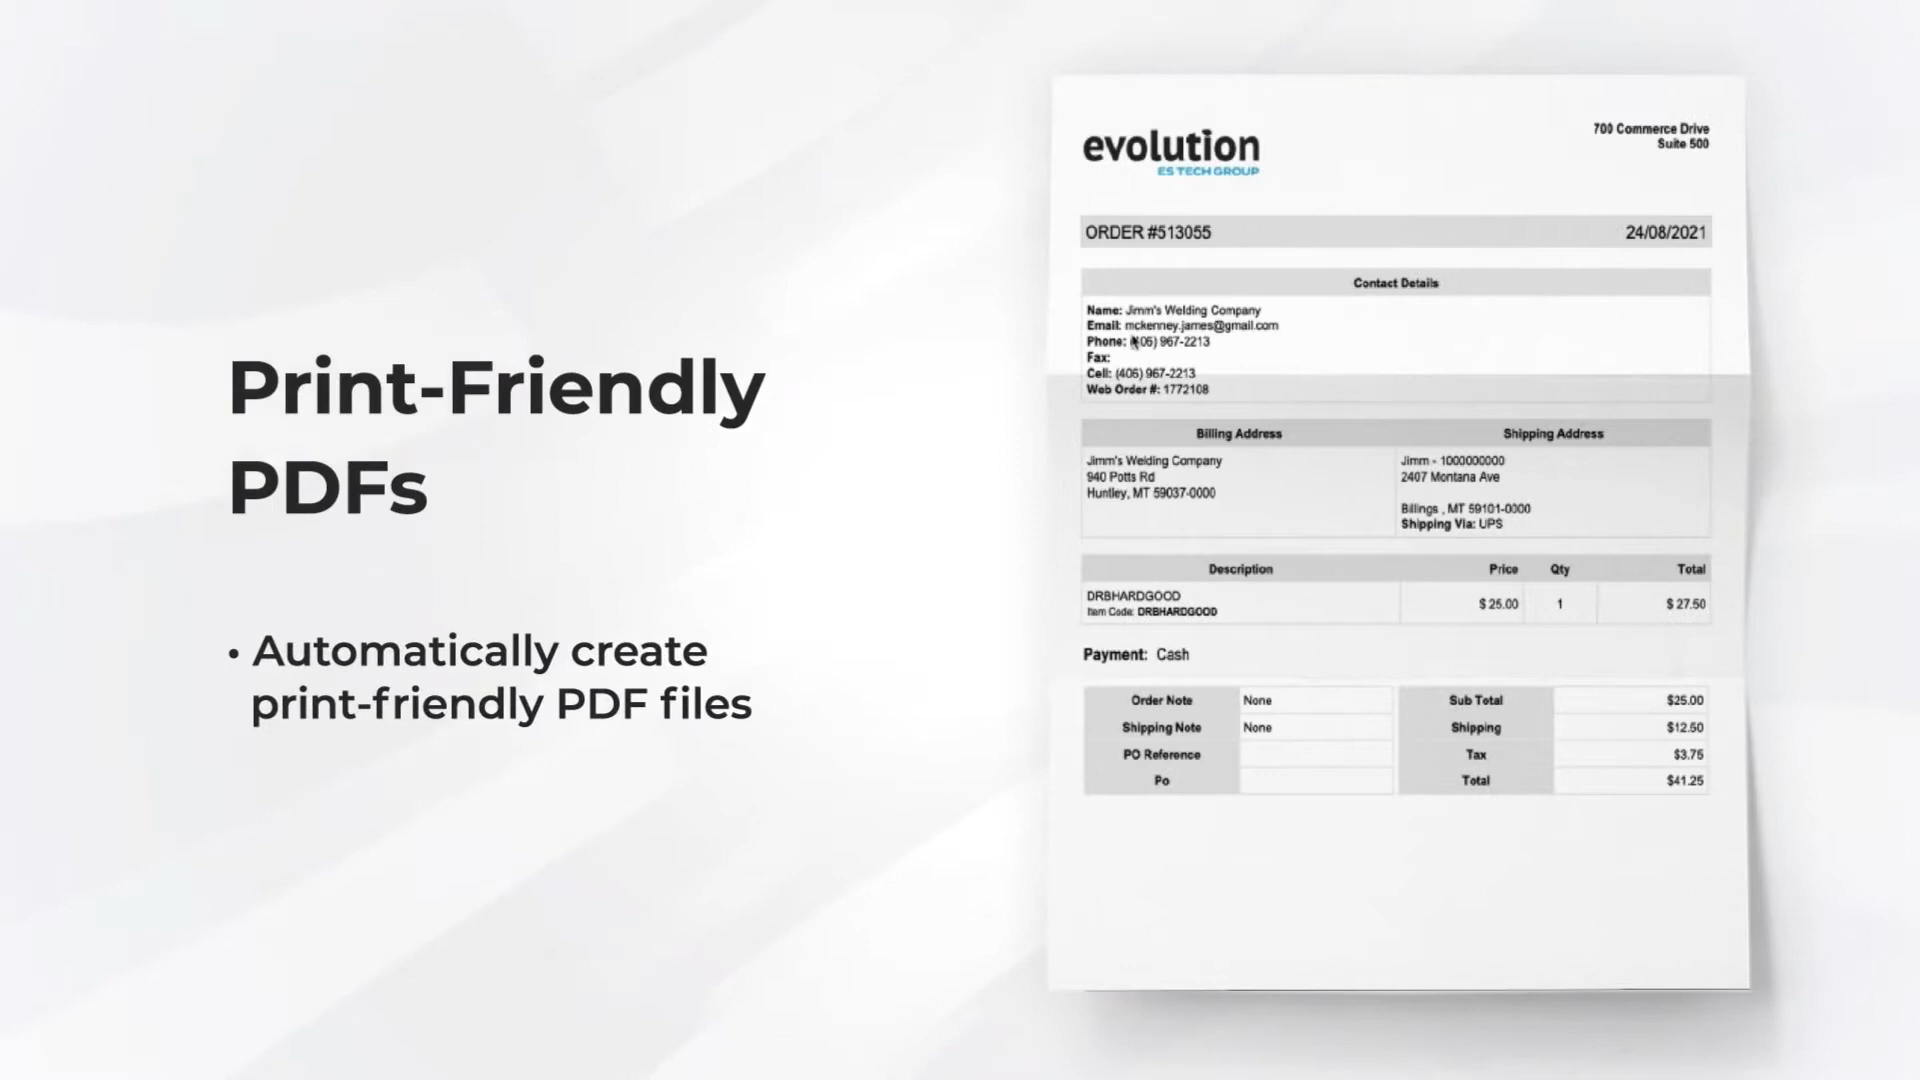 Print-Friendly
PDFs
• Automatically create
print-friendly PDF files
evolution
ES TECH GROUP
700 Commerce Drive
Suite 500
ORDER #513055 24/08/2021
Contact Details
Name: Jimm's Welding Company
Email: mckenney.james@gmail.com
Phone: 06) 967-2213
Fax:
Cell: (406) 967-2213
Web Order #: 1772108
Billing Address Shipping Address
Jimm's Welding Company
940 Potts Rd
Huntley, MT 59037-0000
Jimm - 1000000000
2407 Montana Ave
Billings , MT 59101-0000
Shipping Via: UPS
Description Price Qty Total
DRBHARDGOOD
Item Code: DRBHARDGOOD
$ 25.00 1 $ 27.50
Payment: Cash
Order Note None
Shipping Note None
PO Reference
Po
Sub Total $25.00
Shipping $12.50
Tax $3.75
Total $41.25